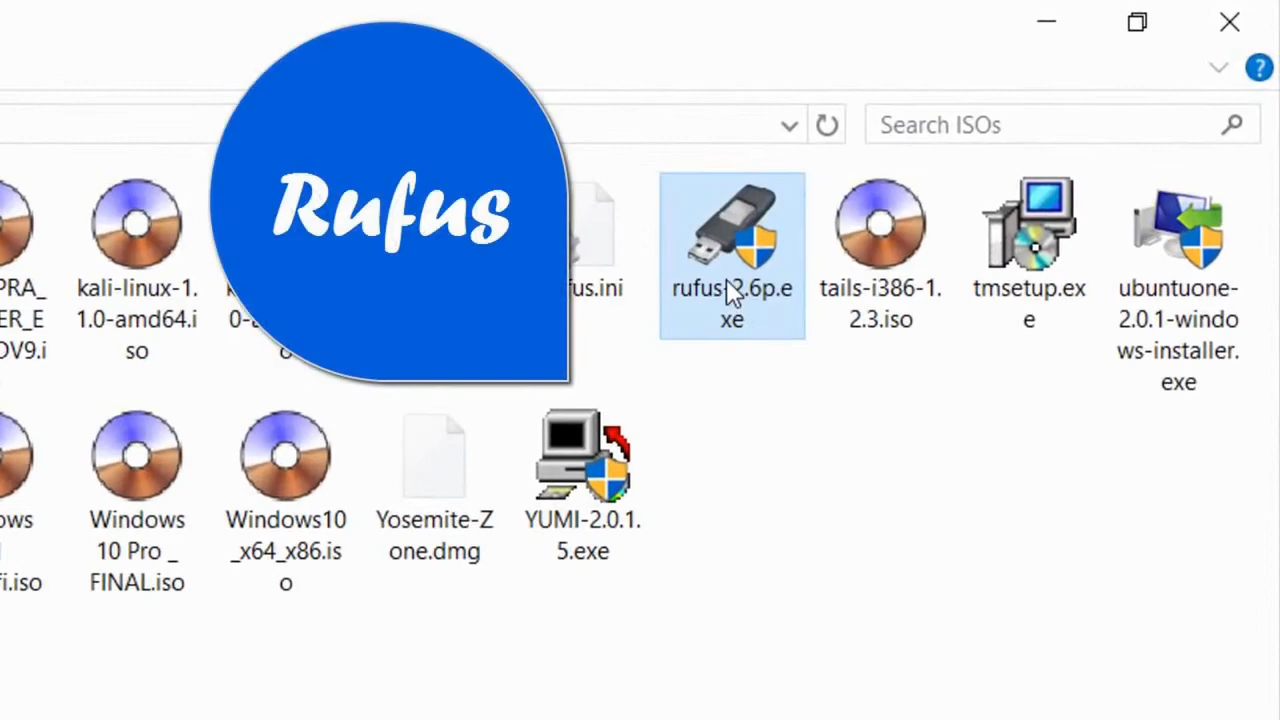 ?
Search ISOs
Rufus
PRA_
ER_E
OV9.i
kali-linux-1.
1.0-amd64.i
so
k
0-a
o
fus.ini
rufus-2.6p.e
xe
tails-i386-1.
2.3.iso
tmsetup.ex
e
ubuntuone-
2.0.1-windo
ws-installer.
exe
ows
fi.iso
Windows
10 Pro _
FINAL.iso
Windows10
_x64_x86.is
o
Yosemite-Z
one.dmg
YUMI-2.0.1.
5.exe